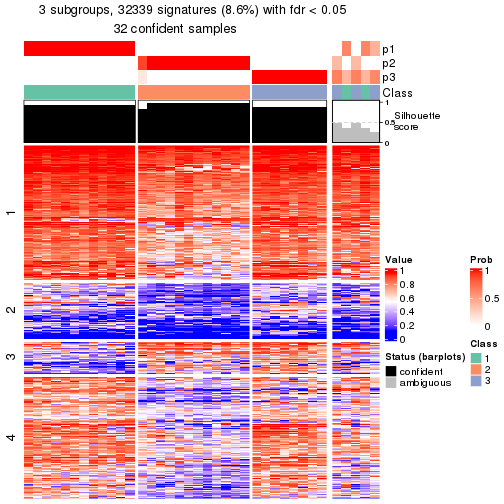 3 subgroups, 32339 signatures (8.6%) with fdr < 0.05
32 confident samples
p1
p2
p3
Class
1
0.5
0
Silhouette
score
1
2
3
4
Value
1
0.8
0.6
0.4
0.2
0
Prob
1
0.5
0
Status (barplots)
confident
ambiguous
Class
1
2
3